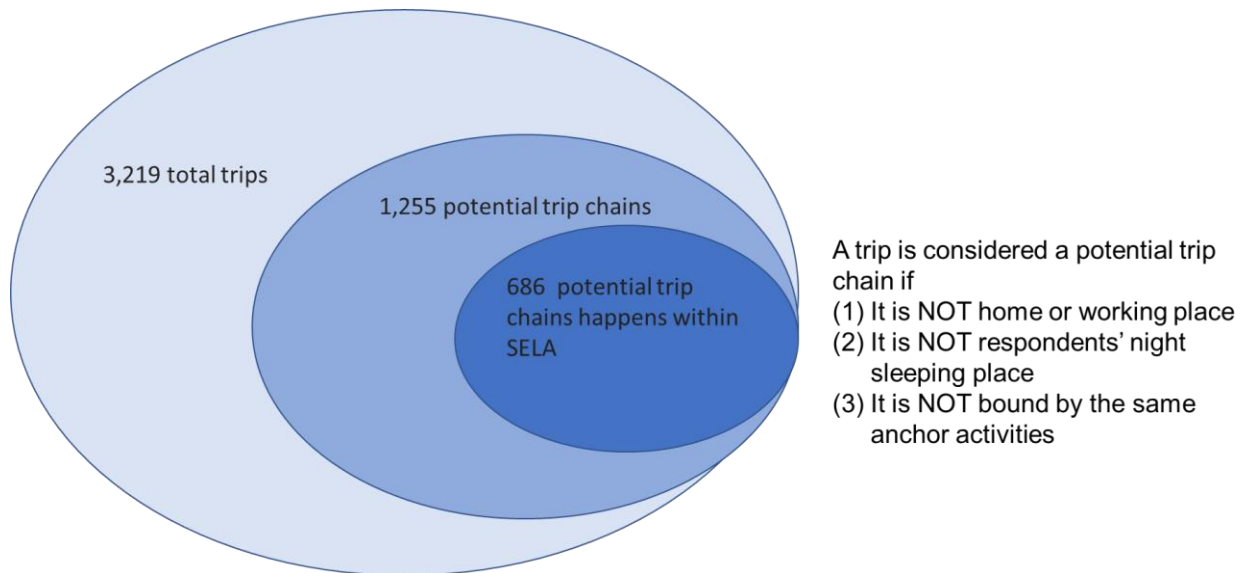 3,219 total trips
1,255 potential trip chains
686 potential trip
chains happens within
SELA
A trip is considered a potential trip
chain if
(1) It is NOT home or working place
(2) It is NOT respondents’ night
sleeping place
(3) It is NOT bound by the same
anchor activities